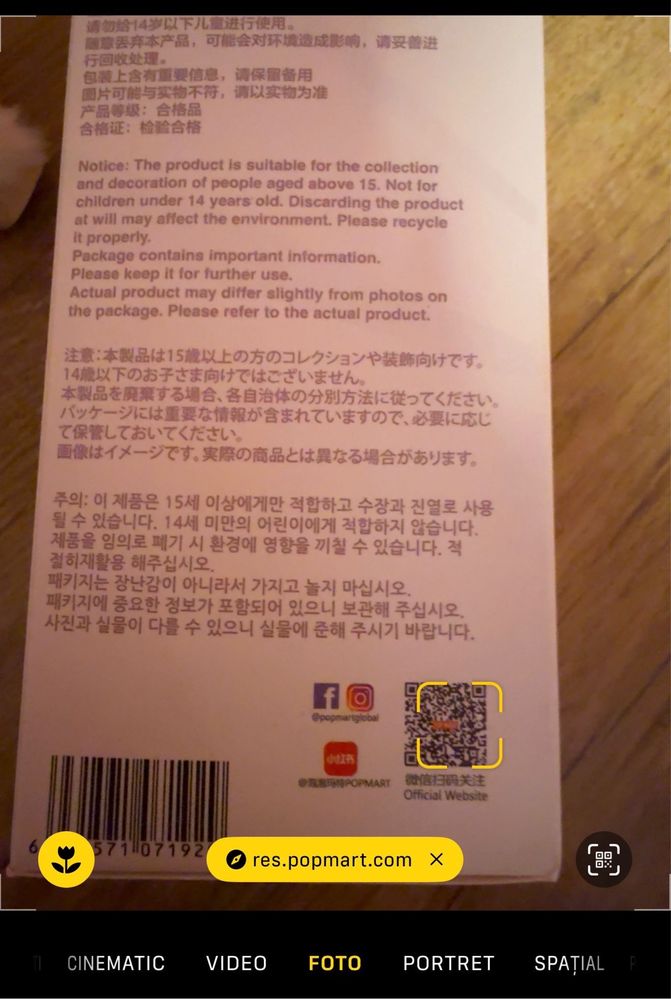 请勿给14岁以下儿童进行使用。
随意丢弃本产品，可能会对环境造成影响，请妥善进
行回收处理。
包装上含有重要信息，请保留备用
图片可能与实物不符，请以实物为准
产品等级：合格品
合格证：检验合格
Notice: The product is suitable for the collection
and decoration of people aged above 15. Not for
children under 14 years old. Discarding the product
at will may affect the environment. Please recycle
it properly.
Package contains important information.
Please keep it for further use.
Actual product may differ slightly from photos on
the package. Please refer to the actual product.
注意：本製品は15歳以上の方のコレクションや装飾向けです。
14歳以下のお子さま向けではございません。
本製品を廃棄する場合、各自治体の分別方法に従ってください。
パッケージには重要な情報が含まれていますので、必要に応じ
て保管しておいてください。
画像はイメージです。実際の商品とは異なる場合があります。
주의: 이 제품은 15세 이상에게만 적합하고 수장과 진열로 사용
될 수 있습니다. 14세 미만의 어린이에게 적합하지 않습니다.
제품을 임의로 폐기 시 환경에 영향을 끼칠 수 있습니다. 적
절히재활용 해주십시오.
패키지는 장난감이 아니라서 가지고 놀지 마십시오.
패키지에 중요한 정보가 포함되어 있으니 보관해 주십시오.
사진과 실물이 다를 수 있으니 실물에 준해 주시기 바랍니다.
@popmartglobal
小红书
@泡泡玛特POPMART
微信扫码关注
Official Website
6 571 07192
res.popmart.com ×
CINEMATIC VIDEO FOTO PORTRET SPAȚIAL